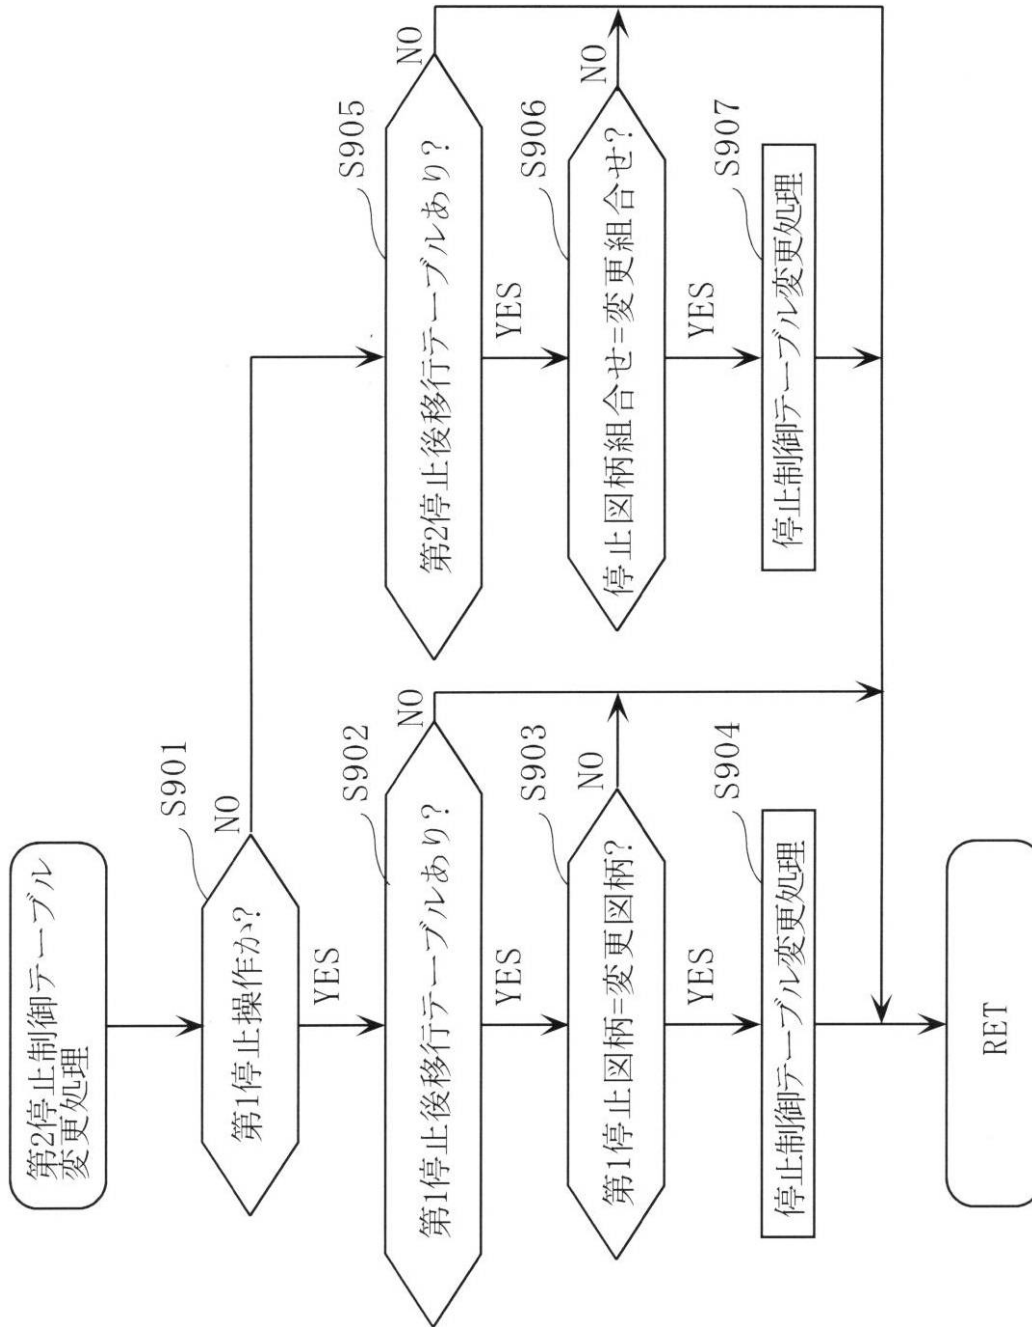 第2停止制御テーブル
変更処理
S901
第1停止操作か?
NO
YES
S902
第1停止後移行テーブルあり?
NO
YES
S903
第1停止図柄=変更図柄?
NO
YES
S904
停止制御テーブル変更処理
S905
第2停止後移行テーブルあり?
NO
YES
S906
停止図柄組合せ=変更組合せ?
NO
YES
S907
停止制御テーブル変更処理
RET